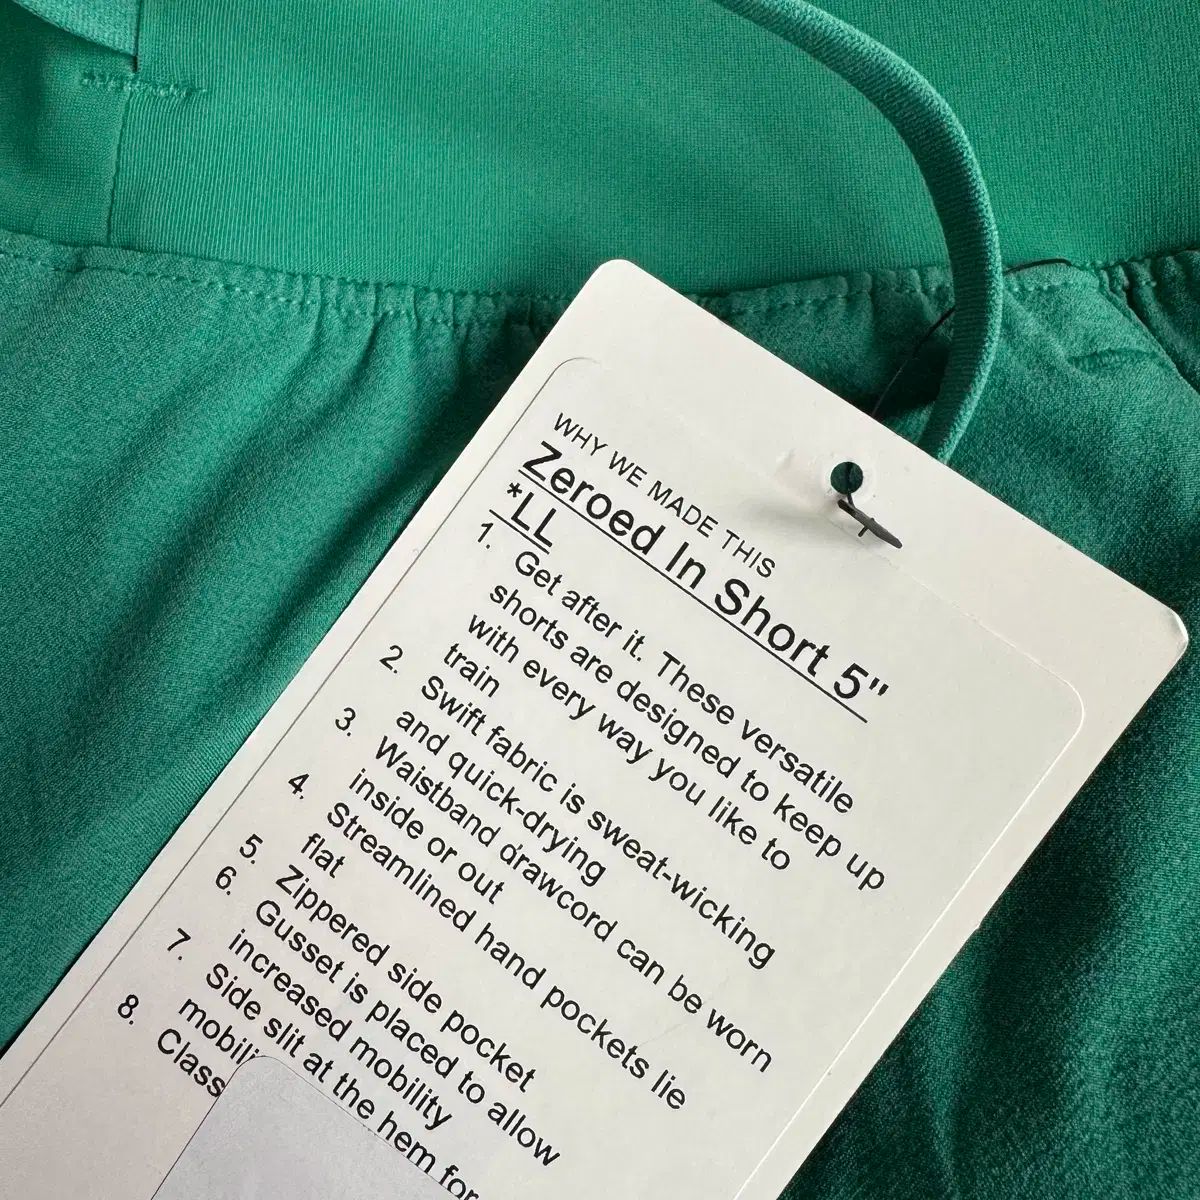 WHY WE MADE THIS
Zeroed In Short 5"
*LL
1. Get after it. These versatile
shorts are designed to keep up
with every way you like to
train
2. Swift fabric is sweat-wicking
and quick-drying
3. Waistband drawcord can be worn
inside or out
4. Streamlined hand pockets lie
flat
5. Zippered side pocket
6. Gusset is placed to allow
increased mobility
7. Side slit at the hem for
8.